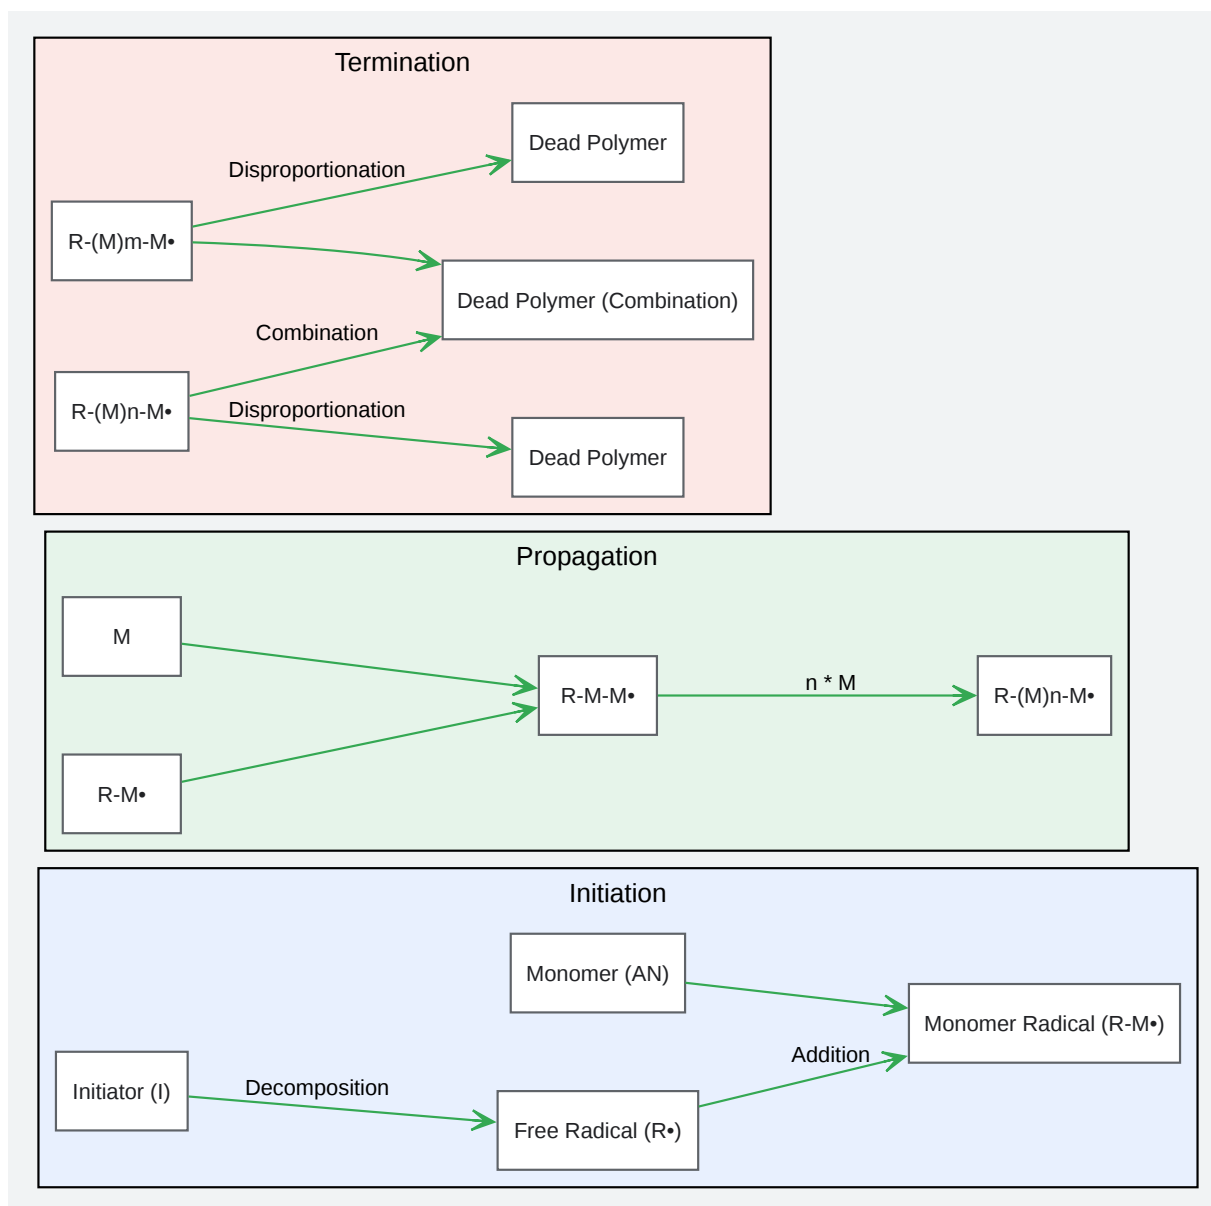 Termination
Dead Polymer
Disproportionation
R-(M)m-M•
Dead Polymer (Combination)
Combination
R-(M)n-M•
Disproportionation
Dead Polymer
Propagation
M
R-M-M•
n * M
R-(M)n-M•
R-M•
Initiation
Monomer (AN)
Monomer Radical (R-M•)
Addition
Initiator (I)
Decomposition
Free Radical (R•)